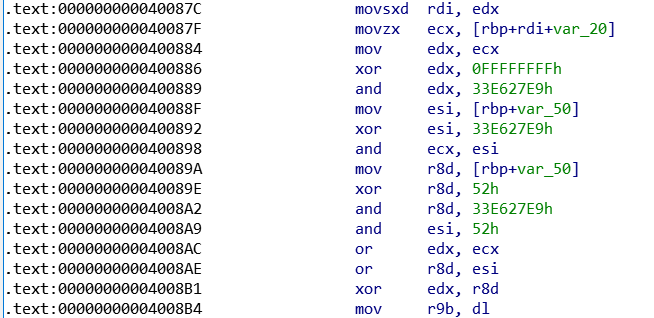 .text:000000000040087C movsxd rdi, edx
.text:000000000040087F movzx ecx, [rbp+rdi+var_20]
.text:0000000000400884 mov edx, ecx
.text:0000000000400886 xor edx, 0FFFFFFFFh
.text:0000000000400889 and edx, 33E627E9h
.text:000000000040088F mov esi, [rbp+var_50]
.text:0000000000400892 xor esi, 33E627E9h
.text:0000000000400898 and ecx, esi
.text:000000000040089A mov r8d, [rbp+var_50]
.text:000000000040089E xor r8d, 52h
.text:00000000004008A2 and r8d, 33E627E9h
.text:00000000004008A9 and esi, 52h
.text:00000000004008AC or edx, ecx
.text:00000000004008AE or r8d, esi
.text:00000000004008B1 xor edx, r8d
.text:00000000004008B4 mov r9b, dl